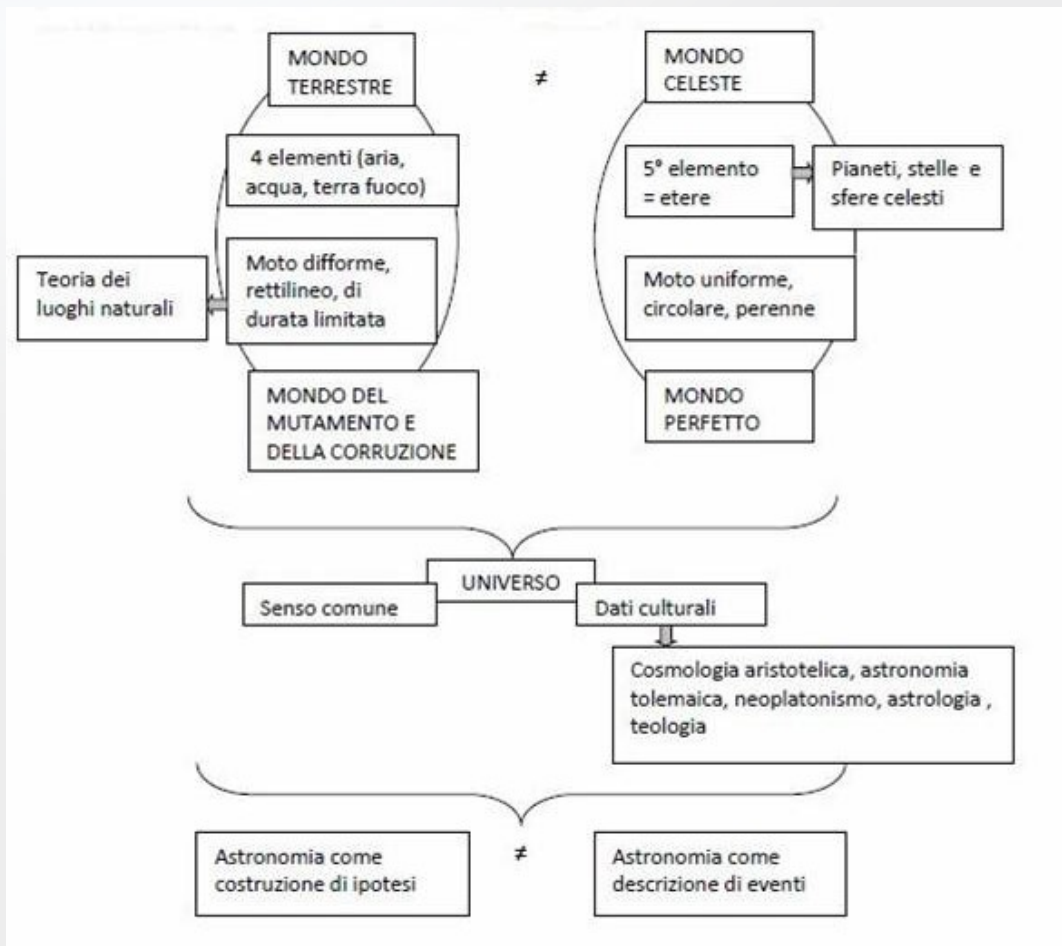 MONDO
TERRESTRE
≠
MONDO
CELESTE
4 elementi (aria,
acqua, terra fuoco)
5° elemento
= etere
Pianeti, stelle e
sfere celesti
Teoria dei
luoghi naturali
Moto difforme,
rettilineo, di
durata limitata
Moto uniforme,
circolare, perenne
MONDO DEL
MUTAMENTO E
DELLA CORRUZIONE
MONDO
PERFETTO
UNIVERSO
Senso comune
Dati culturali
Cosmologia aristotelica, astronomia
tolemaica, neoplatonismo, astrologia ,
teologia
Astronomia come
costruzione di ipotesi
≠
Astronomia come
descrizione di eventi